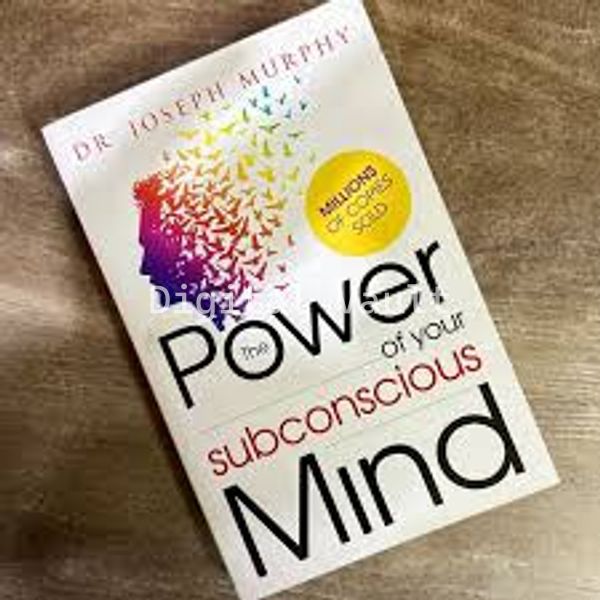 DR. JOSEPH MURPHY
MILLIONS
OF COPIES
SOLD
The
Power
of your
subconscious
Mind